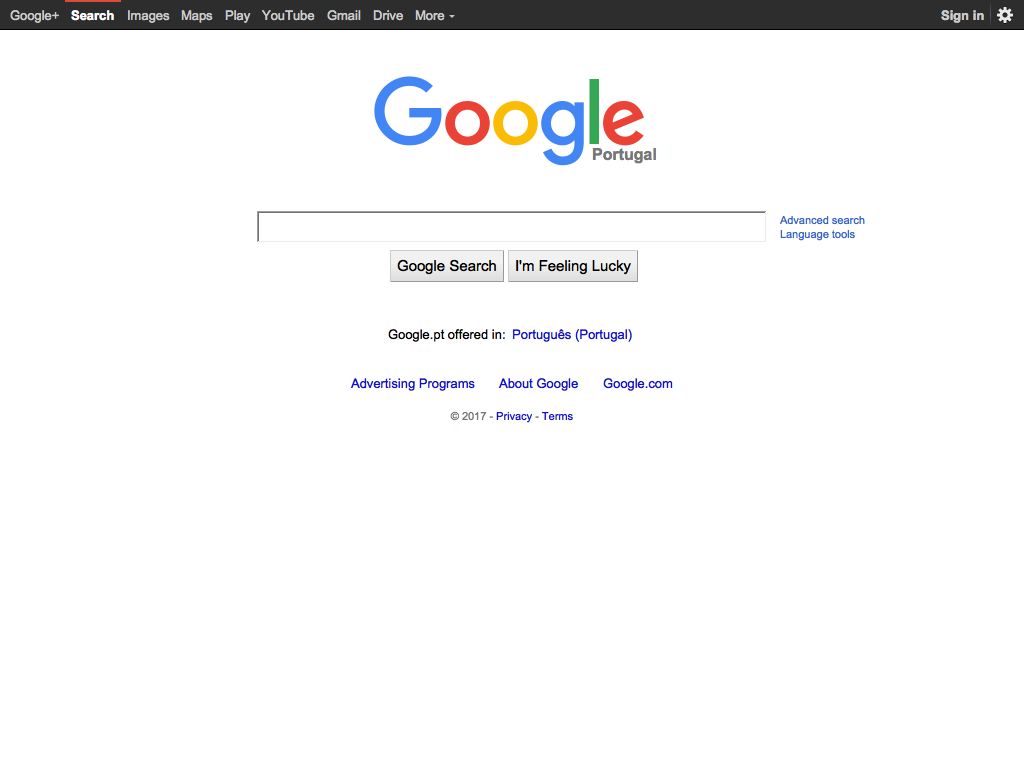 Google+ Search Images Maps Play YouTube Gmail Drive More Sign in
Google
Portugal
Advanced search
Language tools
Google Search I'm Feeling Lucky
Google.pt offered in: Português (Portugal)
Advertising Programs About Google Google.com
© 2017 - Privacy - Terms